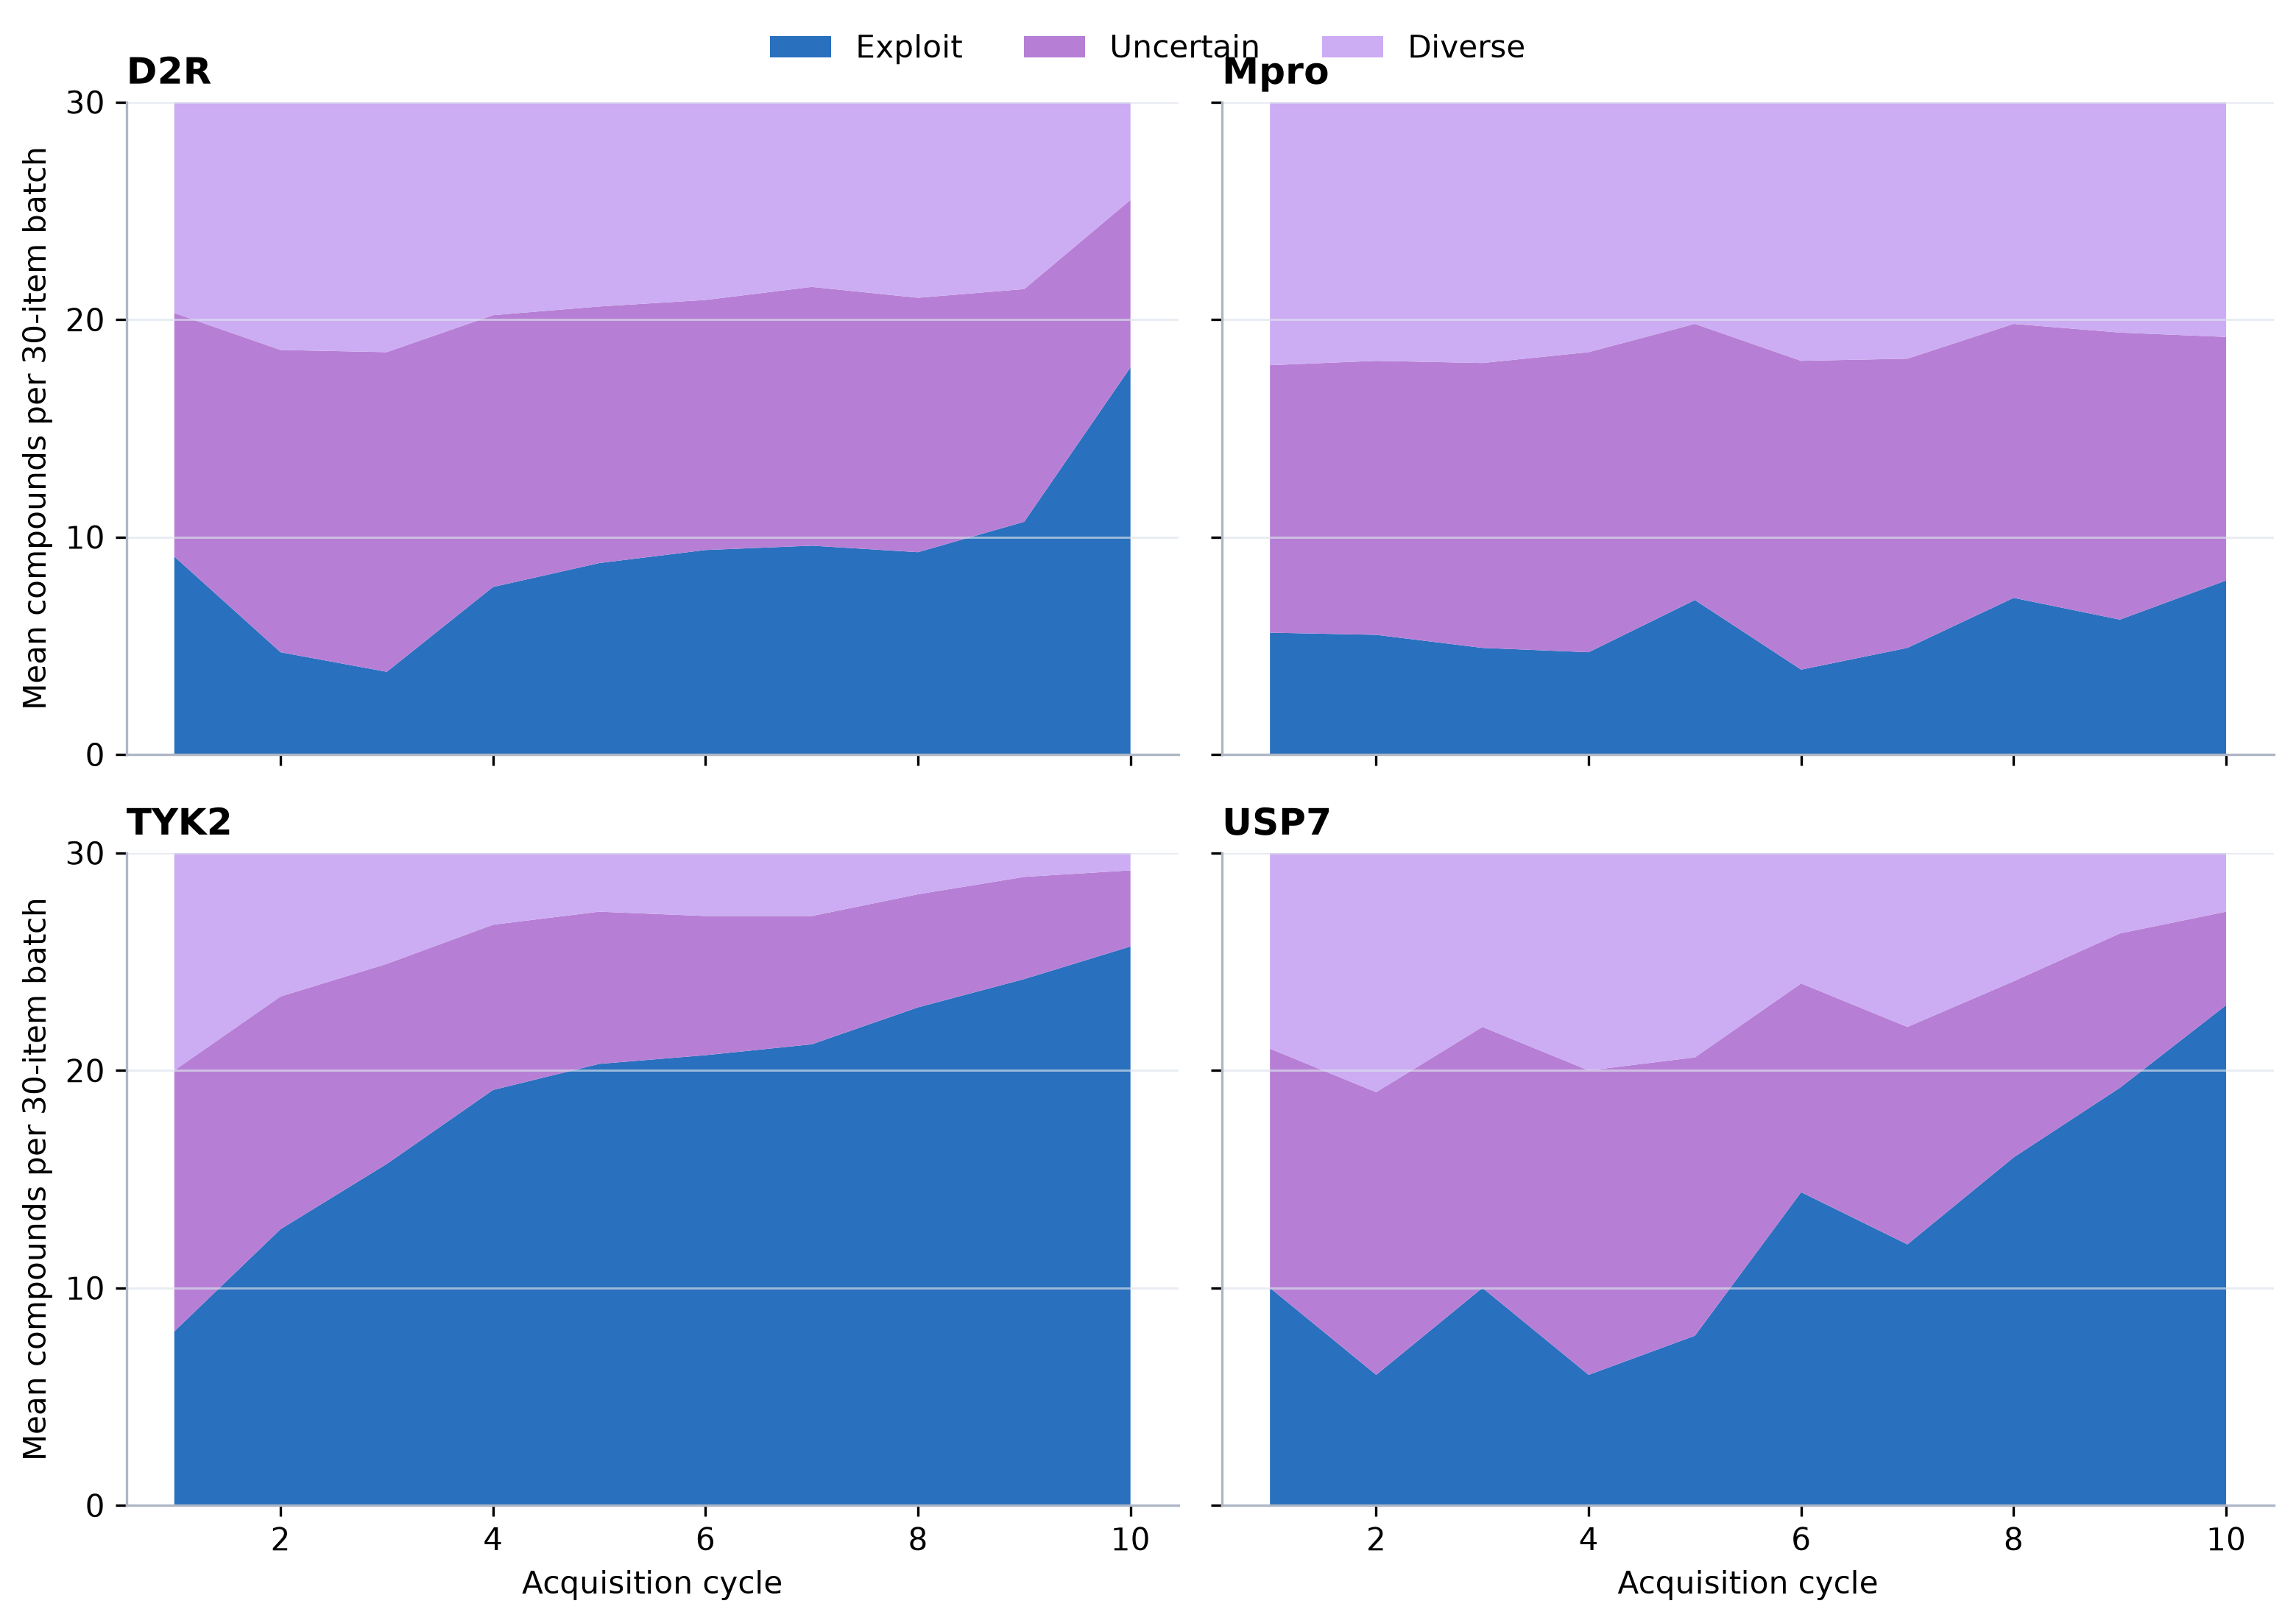 Exploit Uncertain Diverse
D2R
Mpro
30
20
10
0
Mean compounds per 30-item batch
TYK2
USP7
30
20
10
0
Mean compounds per 30-item batch
2 4 6 8 10
2 4 6 8 10
Acquisition cycle
Acquisition cycle